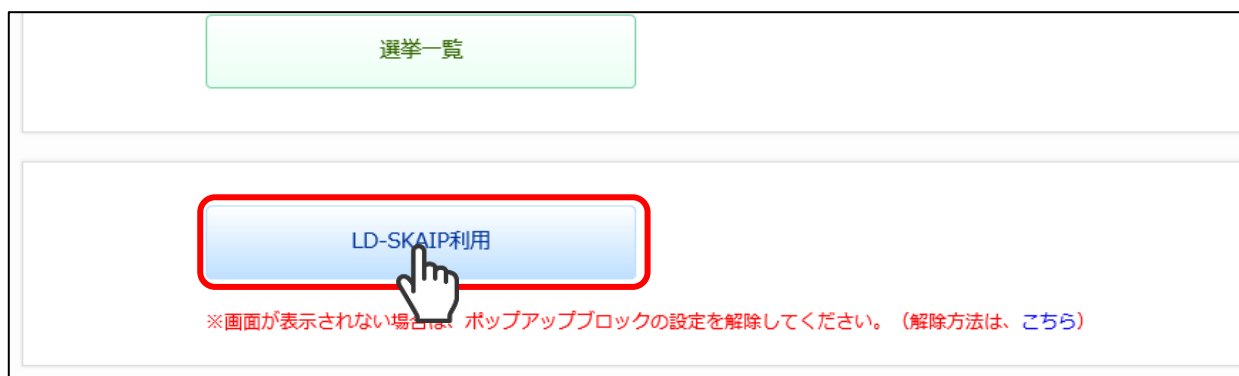 選挙一覧
LD-SKAIP利用
※画面が表示されない場合は、ポップアップブロックの設定を解除してください。（解除方法は、こちら）